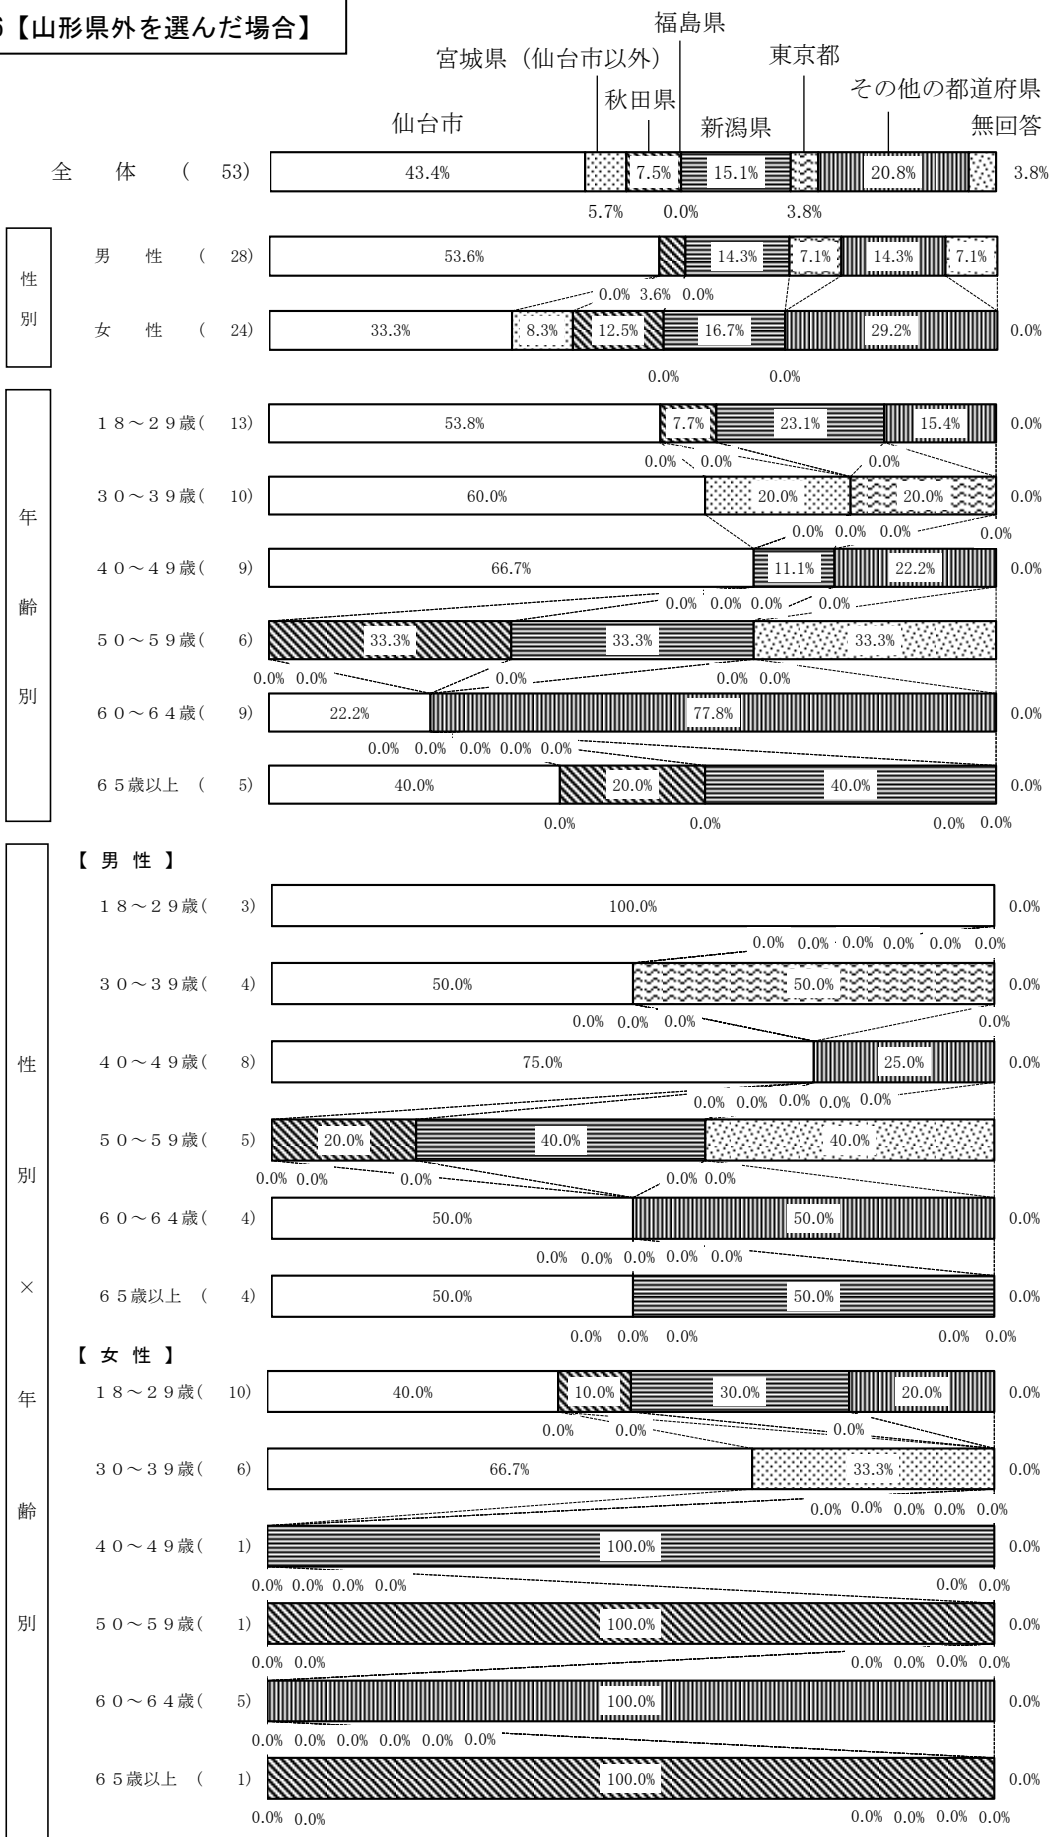 6【山形県外を選んだ場合】
福島県
宮城県（仙台市以外） 東京都
秋田県 その他の都道府県
仙台市 新潟県 無回答
全　体　( 53) 43.4% 7.5% 15.1% 20.8% 3.8%
5.7% 0.0% 3.8%
性別
男　性　( 28) 53.6% 14.3% 7.1% 14.3% 7.1%
0.0% 3.6% 0.0%
女　性　( 24) 33.3% 8.3% 12.5% 16.7% 29.2% 0.0%
0.0% 0.0%
年齢別
１８～２９歳( 13) 53.8% 7.7% 23.1% 15.4% 0.0%
0.0% 0.0% 0.0%
３０～３９歳( 10) 60.0% 20.0% 20.0% 0.0%
0.0% 0.0% 0.0% 0.0%
４０～４９歳( 9) 66.7% 11.1% 22.2% 0.0%
0.0% 0.0% 0.0% 0.0%
５０～５９歳( 6) 33.3% 33.3% 33.3%
0.0% 0.0% 0.0% 0.0% 0.0%
６０～６４歳( 9) 22.2% 77.8% 0.0%
0.0% 0.0% 0.0% 0.0% 0.0%
６５歳以上　( 5) 40.0% 20.0% 40.0% 0.0%
0.0% 0.0% 0.0% 0.0%
性別×年齢別
【 男 性 】
１８～２９歳( 3) 100.0% 0.0%
0.0% 0.0% 0.0% 0.0% 0.0% 0.0%
３０～３９歳( 4) 50.0% 50.0% 0.0%
0.0% 0.0% 0.0% 0.0%
４０～４９歳( 8) 75.0% 25.0% 0.0%
0.0% 0.0% 0.0% 0.0% 0.0%
５０～５９歳( 5) 20.0% 40.0% 40.0%
0.0% 0.0% 0.0% 0.0% 0.0%
６０～６４歳( 4) 50.0% 50.0% 0.0%
0.0% 0.0% 0.0% 0.0% 0.0%
６５歳以上　( 4) 50.0% 50.0% 0.0%
0.0% 0.0% 0.0% 0.0% 0.0%
【 女 性 】
１８～２９歳( 10) 40.0% 10.0% 30.0% 20.0% 0.0%
0.0% 0.0% 0.0%
３０～３９歳( 6) 66.7% 33.3% 0.0%
0.0% 0.0% 0.0% 0.0% 0.0%
４０～４９歳( 1) 100.0% 0.0%
0.0% 0.0% 0.0% 0.0% 0.0% 0.0%
５０～５９歳( 1) 100.0% 0.0%
0.0% 0.0% 0.0% 0.0% 0.0% 0.0%
６０～６４歳( 5) 100.0% 0.0%
0.0% 0.0% 0.0% 0.0% 0.0% 0.0%
６５歳以上　( 1) 100.0% 0.0%
0.0% 0.0% 0.0% 0.0% 0.0% 0.0%